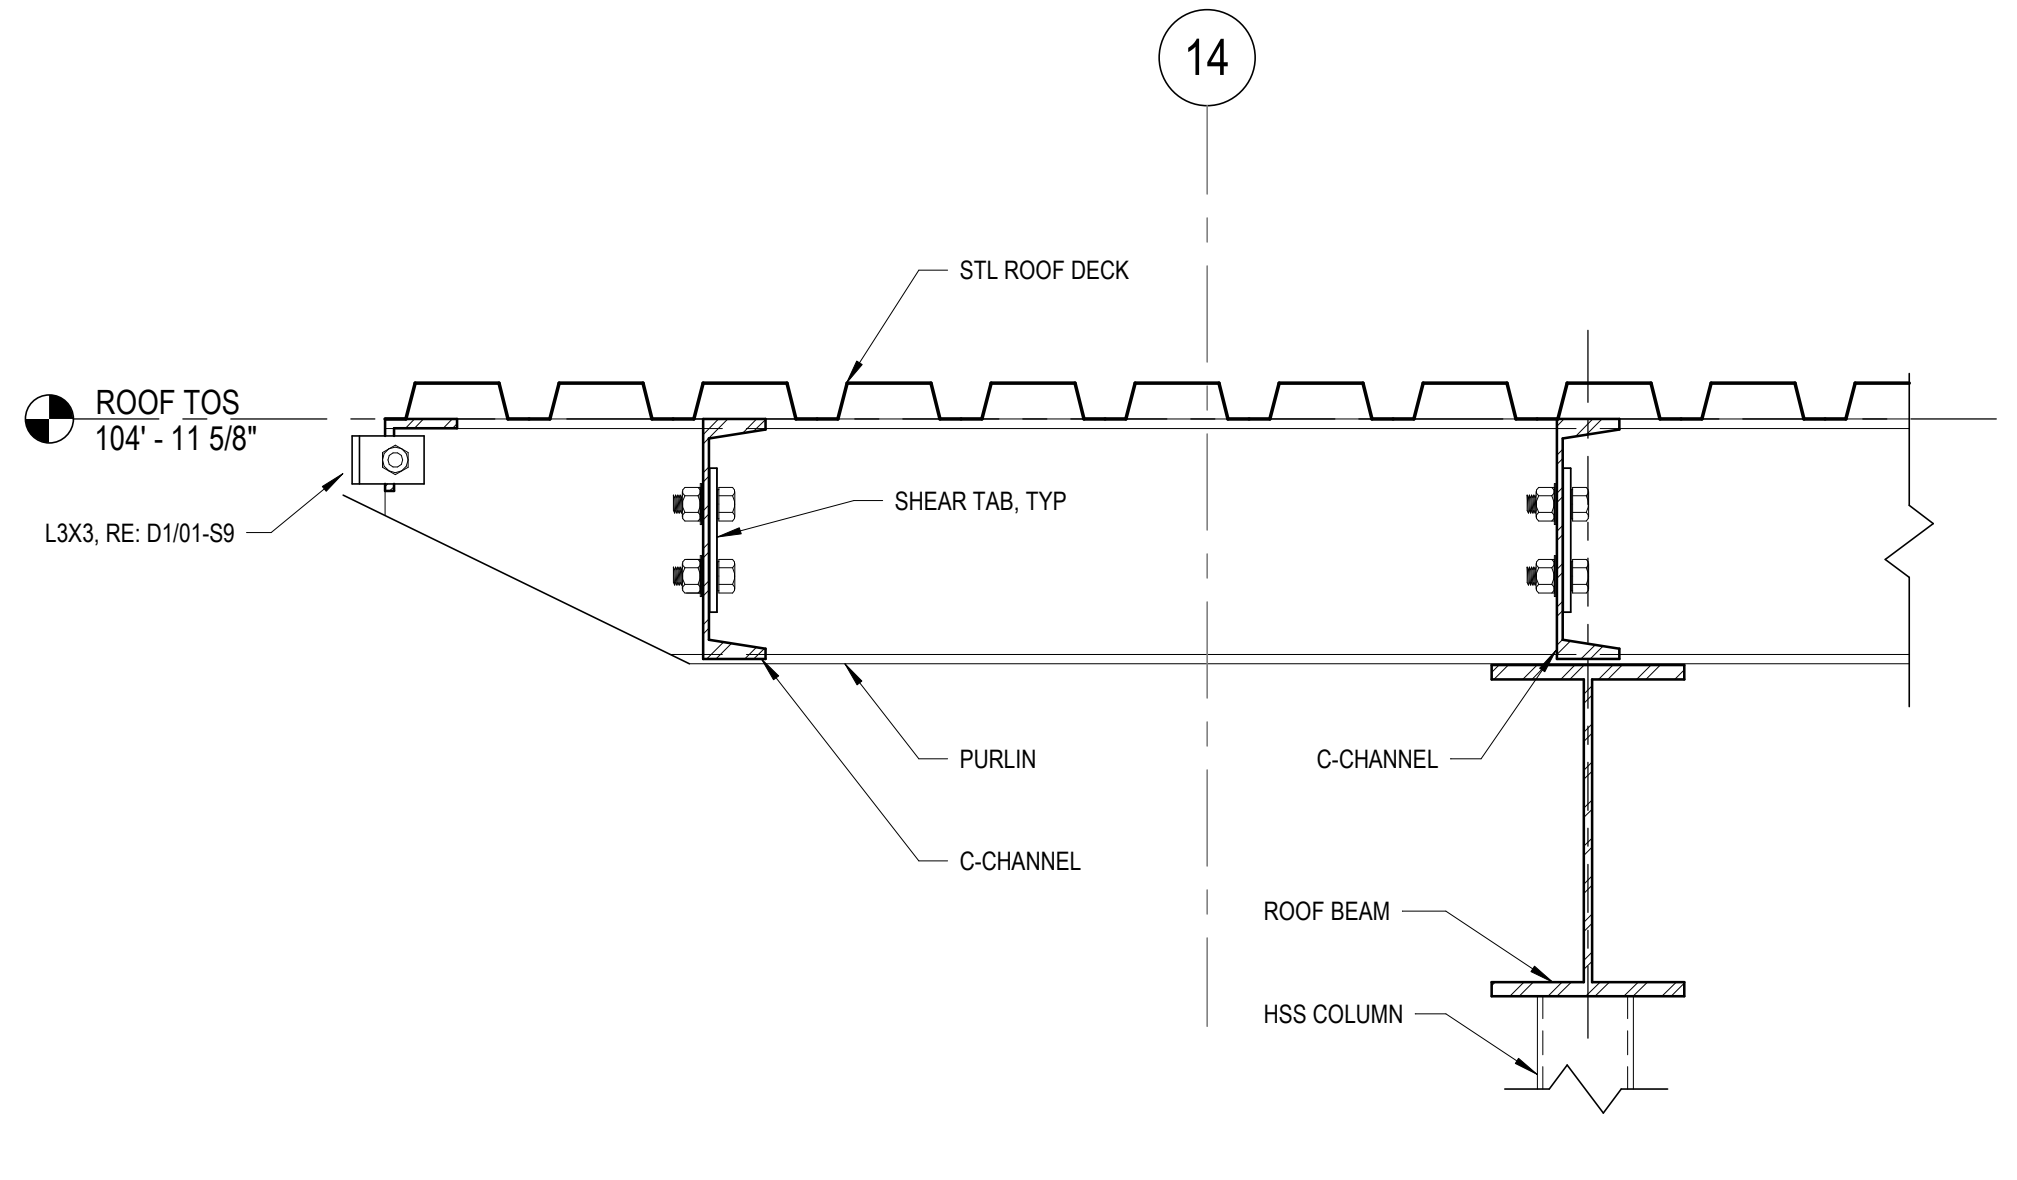 14
STL ROOF DECK
ROOF TOS
104' - 11 5/8"
SHEAR TAB, TYP
L3X3, RE: D1/01-S9
PURLIN
C-CHANNEL
C-CHANNEL
ROOF BEAM
HSS COLUMN